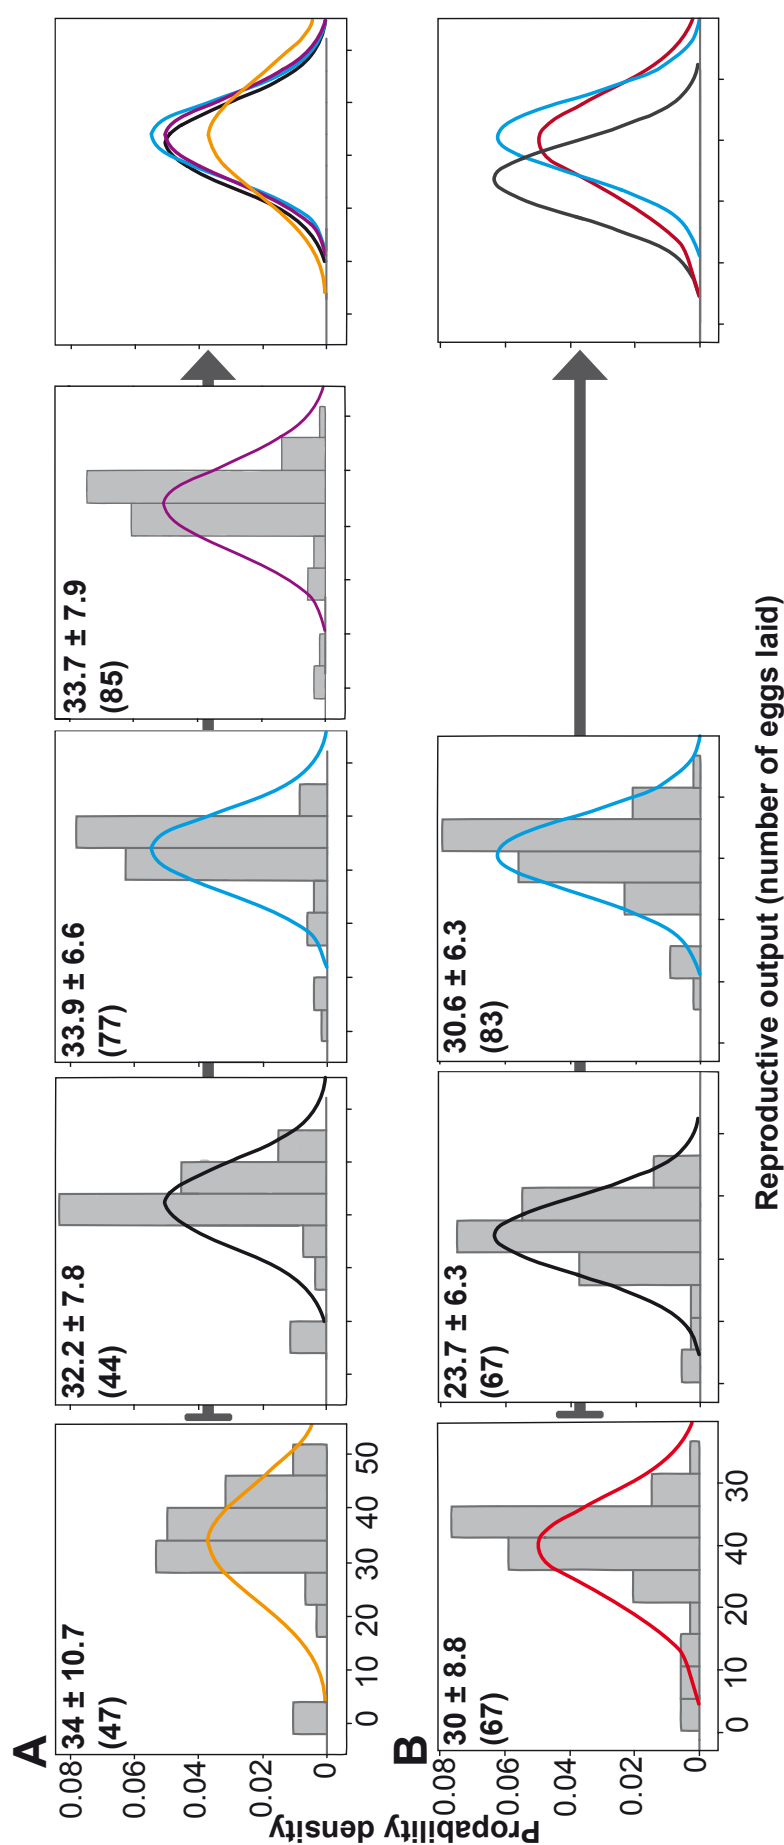 A
34 ± 10.7
(47)
32.2 ± 7.8
(44)
33.9 ± 6.6
(77)
33.7 ± 7.9
(85)
0.08
0.06
0.04
0.02
0
0 10 20 30 40 50
B
30 ± 8.8
(67)
23.7 ± 6.3
(67)
30.6 ± 6.3
(83)
0.08
0.06
0.04
0.02
0
0 10 20 40 30
Propability density
Reproductive output (number of eggs laid)